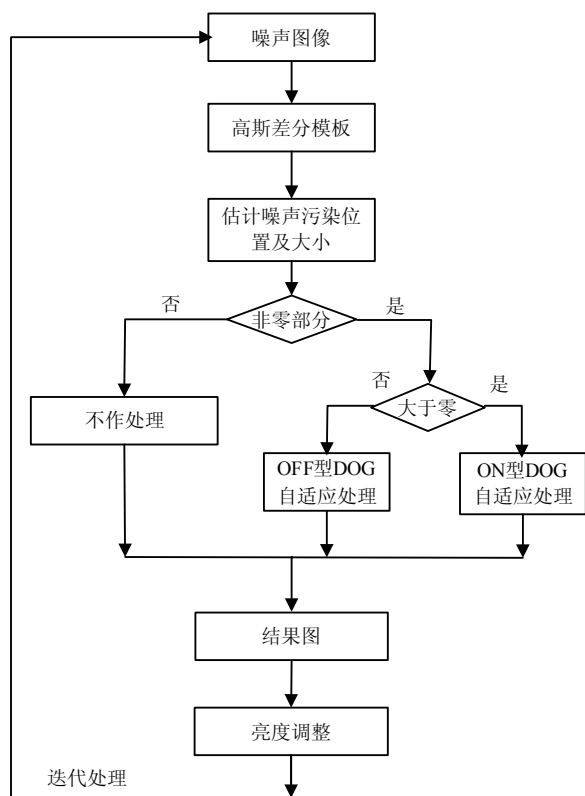 噪声图像
高斯差分模板
估计噪声污染位
置及大小
否
非零部分
是
否
大于零
是
不作处理
OFF型DOG
自适应处理
ON型DOG
自适应处理
结果图
亮度调整
迭代处理